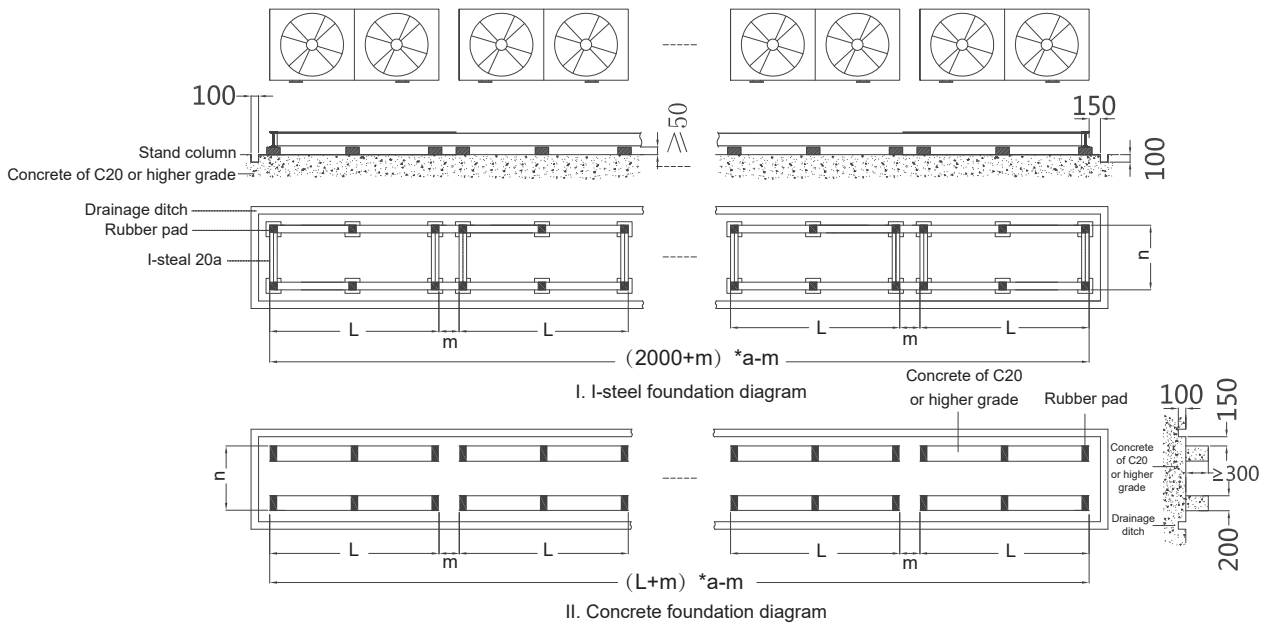 100
≥50
150
100
Stand column
Concrete of C20 or higher grade
Drainage ditch
Rubber pad
I-steal 20a
n
L
m
L
L
m
L
(2000+m) *a-m
I. I-steel foundation diagram
Concrete of C20
or higher grade
Rubber pad
100
150
n
Concrete
of C20
or higher
grade
≥300
Drainage
ditch
200
L
m
L
L
m
L
(L+m) *a-m
II. Concrete foundation diagram